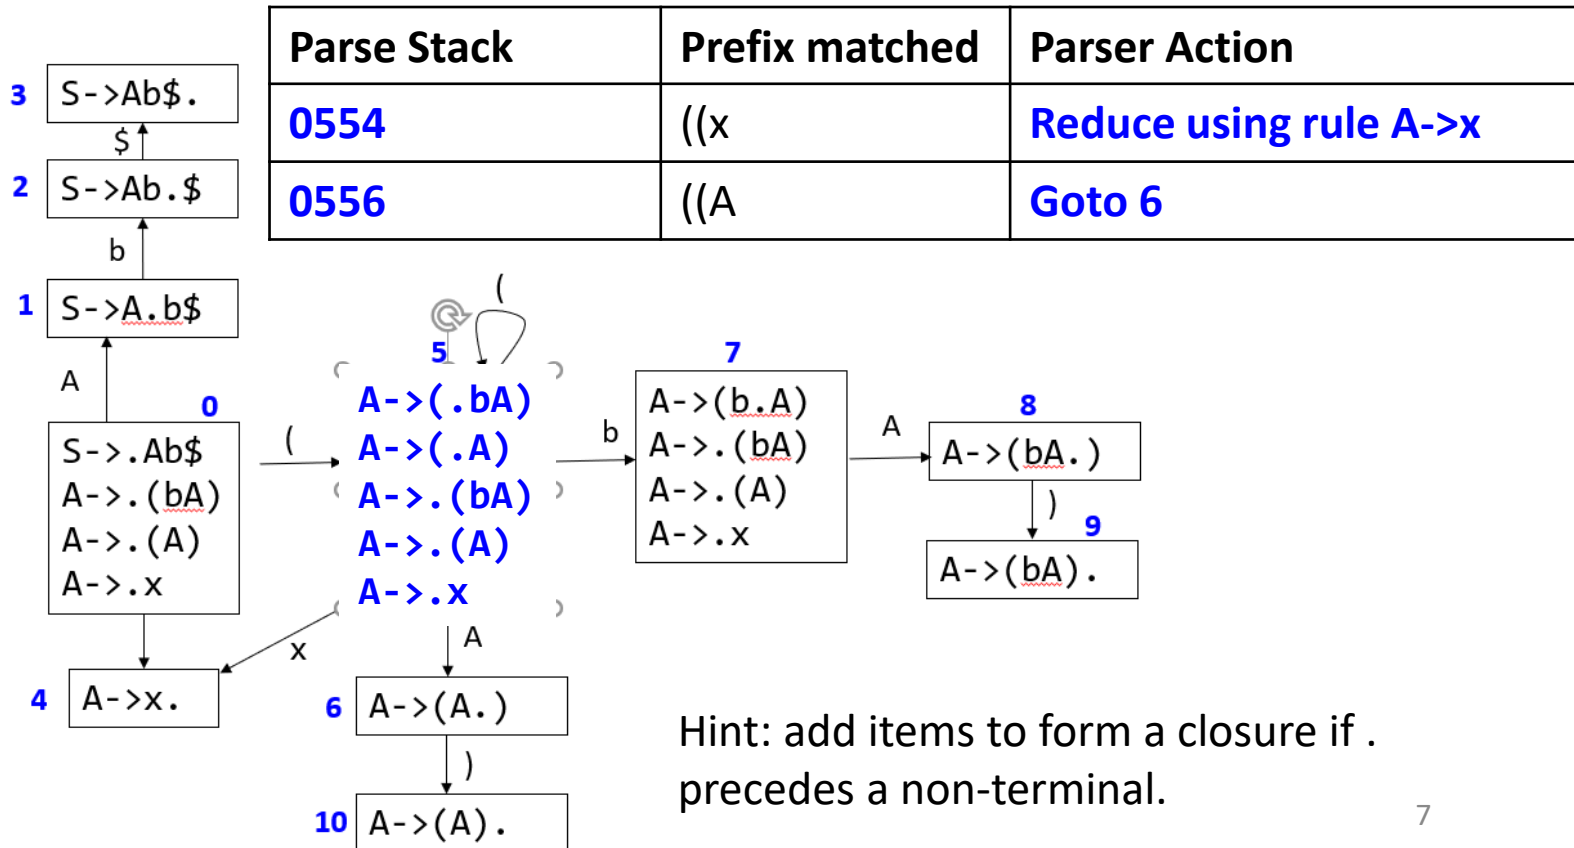 Parse Stack Prefix matched Parser Action
0554 ((x Reduce using rule A->x
0556 ((A Goto 6
3 S->Ab$.
$
2 S->Ab.$
b
1 S->A.b$
A
0
S->.Ab$
A->.(bA)
A->.(A)
A->.x
(
(
5
A->(.bA)
A->(.A)
A->.(bA)
A->.(A)
A->.x
b
7
A->(b.A)
A->.(bA)
A->.(A)
A->.x
A
8
A->(bA.)
)
9
A->(bA).
x
4 A->x.
A
6 A->(A.)
)
10 A->(A).
Hint: add items to form a closure if .
precedes a non-terminal.
7